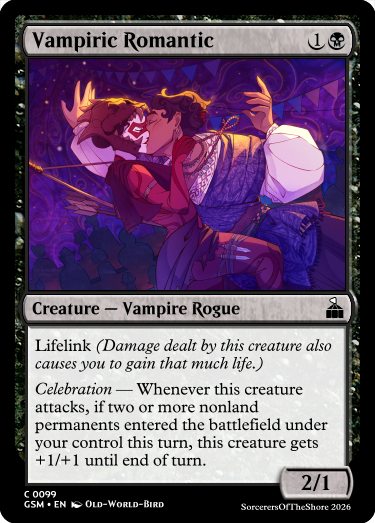 Vampiric Romantic 1
Creature — Vampire Rogue
Lifelink (Damage dealt by this creature also
causes you to gain that much life.)
Celebration — Whenever this creature
attacks, if two or more nonland
permanents entered the battlefield under
your control this turn, this creature gets
+1/+1 until end of turn.
2/1
C 0099
GSM • EN Old-World-Bird
SorcerersOfTheShore 2026